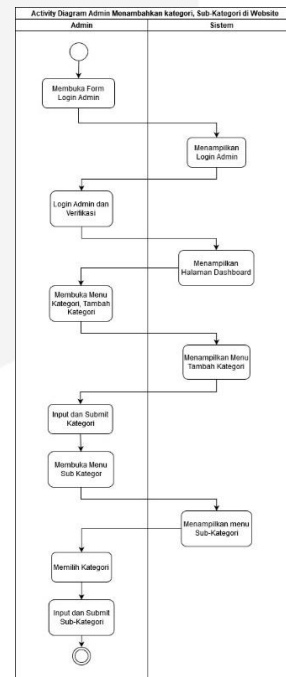 Activity Diagram Admin Menambahkan kategori, Sub-Kategori di Website
Admin
Sistem
Membuka Form
Login Admin
Menampilkan
Login Admin
Login Admin dan
Verifikasi
Menampilkan
Halaman Dashboard
Membuka Menu
Kategori, Tambah
Kategori
Menampilkan Menu
Tambah Kategori
Input dan Submit
Kategori
Membuka Menu
Sub Kategor
Menampilkan menu
Sub-Kategori
Memilih Kategori
Input dan Submit
Sub-Kategori